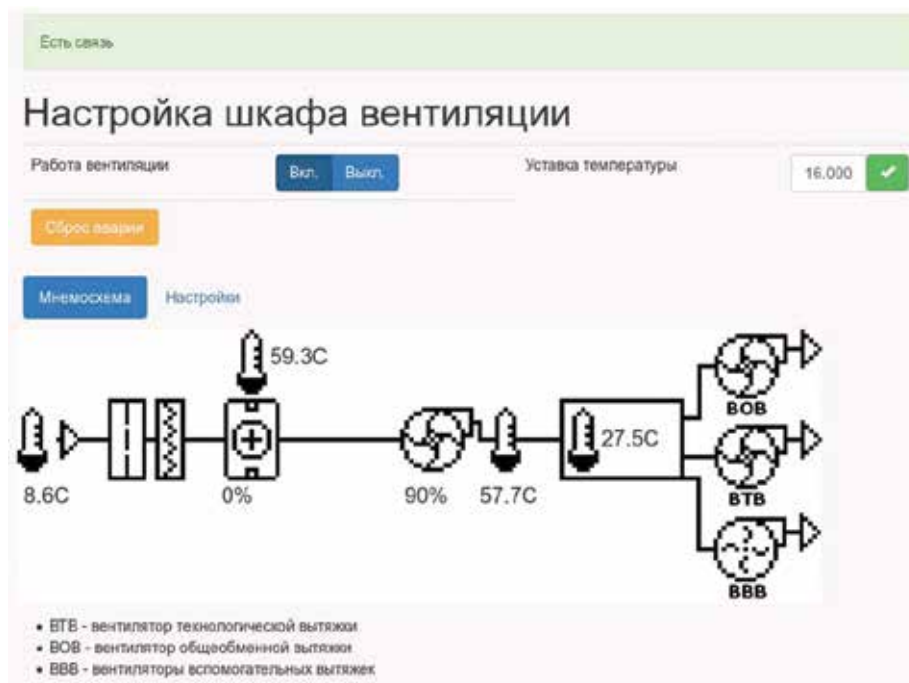 Есть связь
Настройка шкафа вентиляции
Работа вентиляции
Вкл. Выкл.
Уставка температуры
16.000
Сброс аварии
Мнемосхема Настройки
59.3C
8.6C
0%
90%
57.7C
27.5C
ВОВ
ВТВ
ВВВ
• ВТВ - вентилятор технологической вытяжки
• ВОВ - вентилятор общеобменной вытяжки
• ВВВ - вентиляторы вспомогательных вытяжек